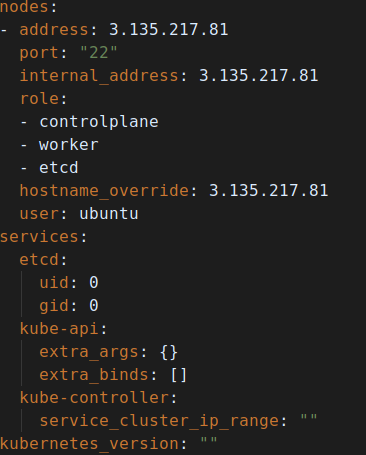 nodes:
- address: 3.135.217.81
  port: "22"
  internal_address: 3.135.217.81
  role:
  - controlplane
  - worker
  - etcd
  hostname_override: 3.135.217.81
  user: ubuntu
services:
  etcd:
    uid: 0
    gid: 0
  kube-api:
    extra_args: {}
    extra_binds: []
  kube-controller:
    service_cluster_ip_range: ""
kubernetes_version: ""